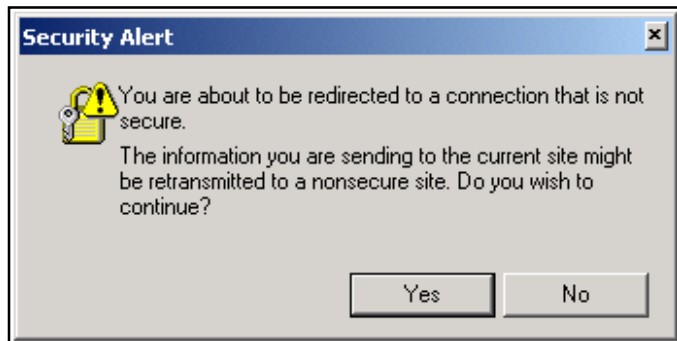 Security Alert
You are about to be redirected to a connection that is not
secure.
The information you are sending to the current site might
be retransmitted to a nonsecure site. Do you wish to
continue?
Yes
No